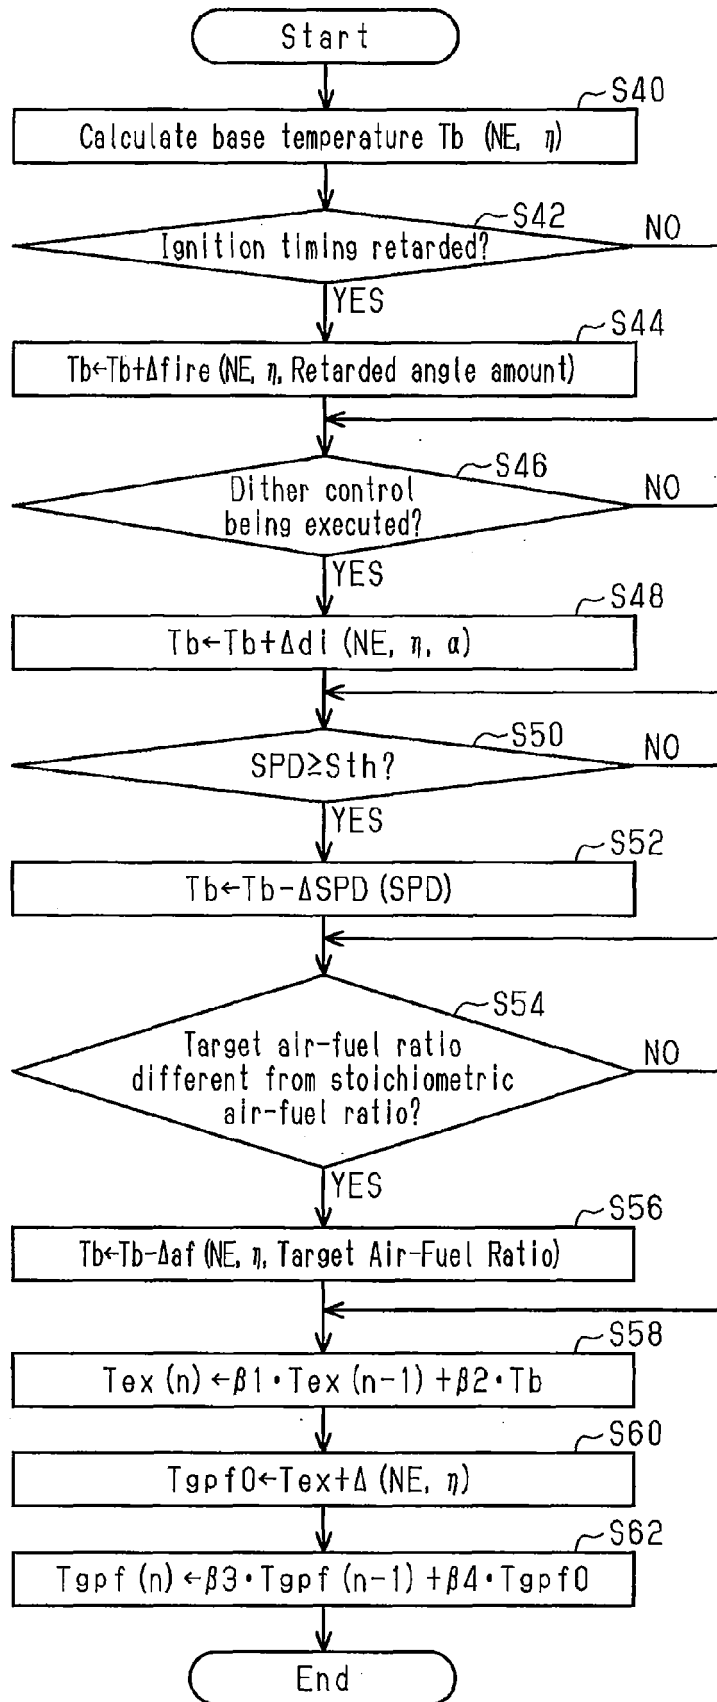 Start
S40
Calculate base temperature Tb (NE, η)
S42
Ignition timing retarded?
NO
YES
S44
Tb←Tb+Δfire (NE, η, Retarded angle amount)
S46
Dither control
being executed?
NO
YES
S48
Tb←Tb+Δdi (NE, η, α)
S50
SPD≧Sth?
NO
YES
S52
Tb←Tb-ΔSPD (SPD)
S54
Target air-fuel ratio
different from stoichiometric
air-fuel ratio?
NO
YES
S56
Tb←Tb-Δaf (NE, η, Target Air-Fuel Ratio)
S58
Tex (n) ←β1・Tex (n-1) +β2・Tb
S60
Tgpf0←Tex+Δ (NE, η)
S62
Tgpf (n) ←β3・Tgpf (n-1) +β4・Tgpf0
End